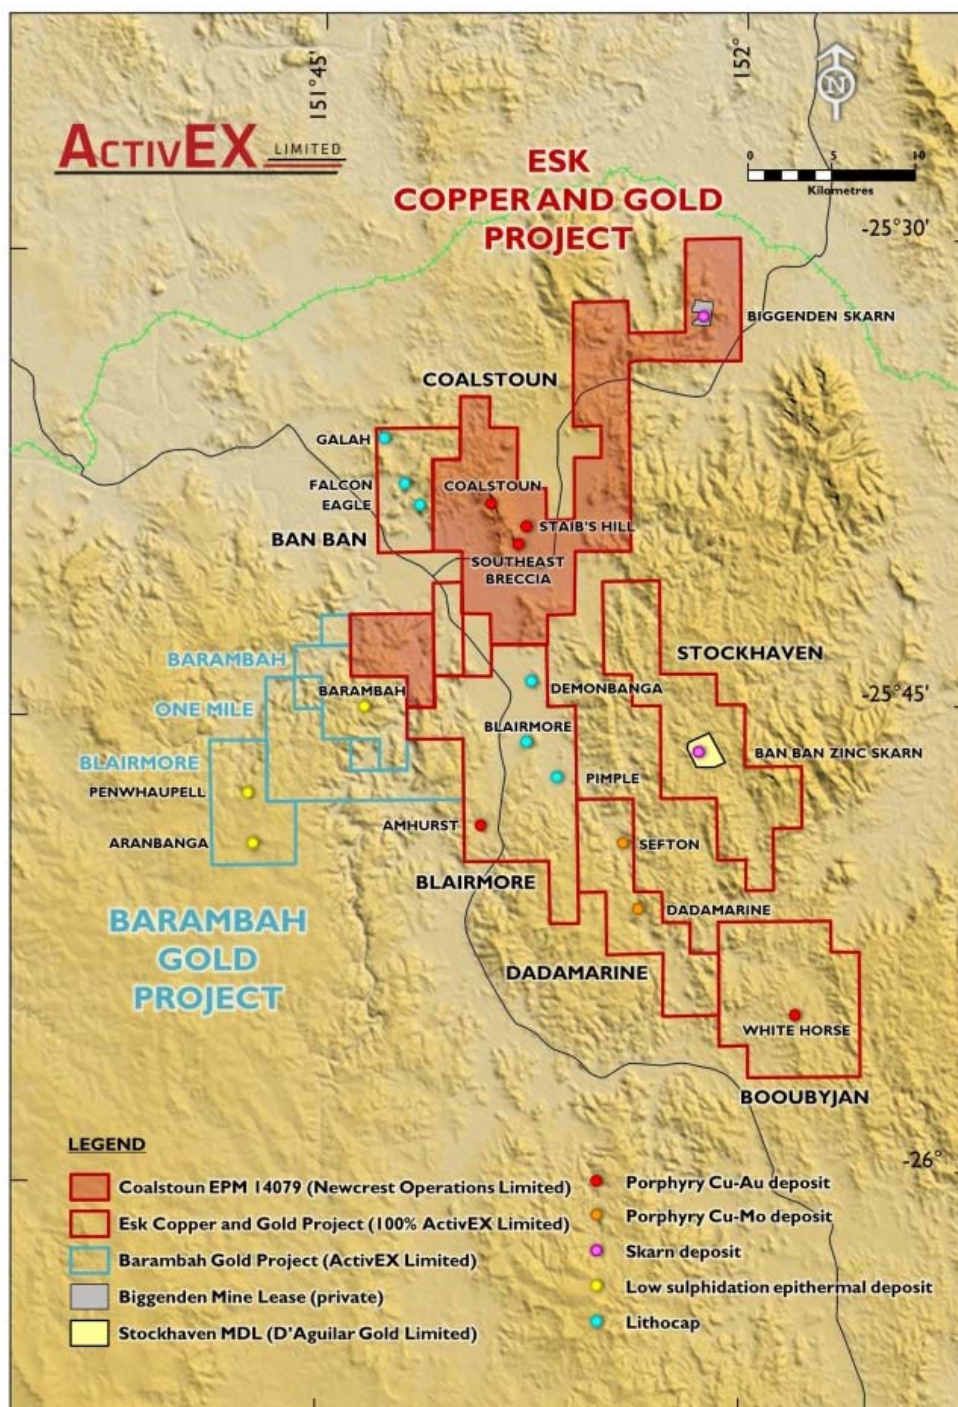 151°45'
152°
N
ACTIVEX
LIMITED
ESK
COPPER AND GOLD
PROJECT
0 5 10
Kilometres
-25°30'
BIGGENDEN SKARN
COALSTOUN
GALAH
FALCON
COALSTOUN
EAGLE
STAIB'S HILL
BAN BAN
SOUTHEAST
BRECCIA
STOCKHAVEN
BARAMBAH
DEMONBANGA
BARAMBAH
-25°45'
ONE MILE
BLAIRMORE
BAN BAN ZINC SKARN
BLAIRMORE
PIMPLE
PENWHAUPELL
AMHURST
ARANBANGA
SEFTON
BLAIRMORE
DADAMARINE
BARAMBAH
GOLD
PROJECT
DADAMARINE
WHITE HORSE
BOOUBYJAN
-26°
LEGEND
Coalstoun EPM 14079 (Newcrest Operations Limited)
Esk Copper and Gold Project (100% ActivEX Limited)
Barambah Gold Project (ActivEX Limited)
Biggenden Mine Lease (private)
Stockhaven MDL (D'Aguilar Gold Limited)
Porphyry Cu-Au deposit
Porphyry Cu-Mo deposit
Skarn deposit
Low sulphidation epithermal deposit
Lithocap